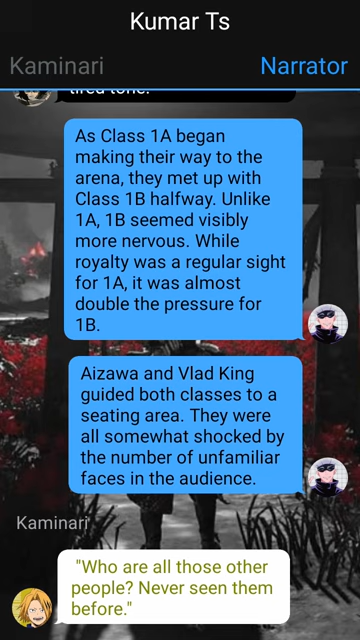 Kumar Ts
Kaminari
Narrator
tired tone.
As Class 1A began
making their way to the
arena, they met up with
Class 1B halfway. Unlike
1A, 1B seemed visibly
more nervous. While
royalty was a regular sight
for 1A, it was almost
double the pressure for
1B.
Aizawa and Vlad King
guided both classes to a
seating area. They were
all somewhat shocked by
the number of unfamiliar
faces in the audience.
Kaminari
"Who are all those other
people? Never seen them
before."